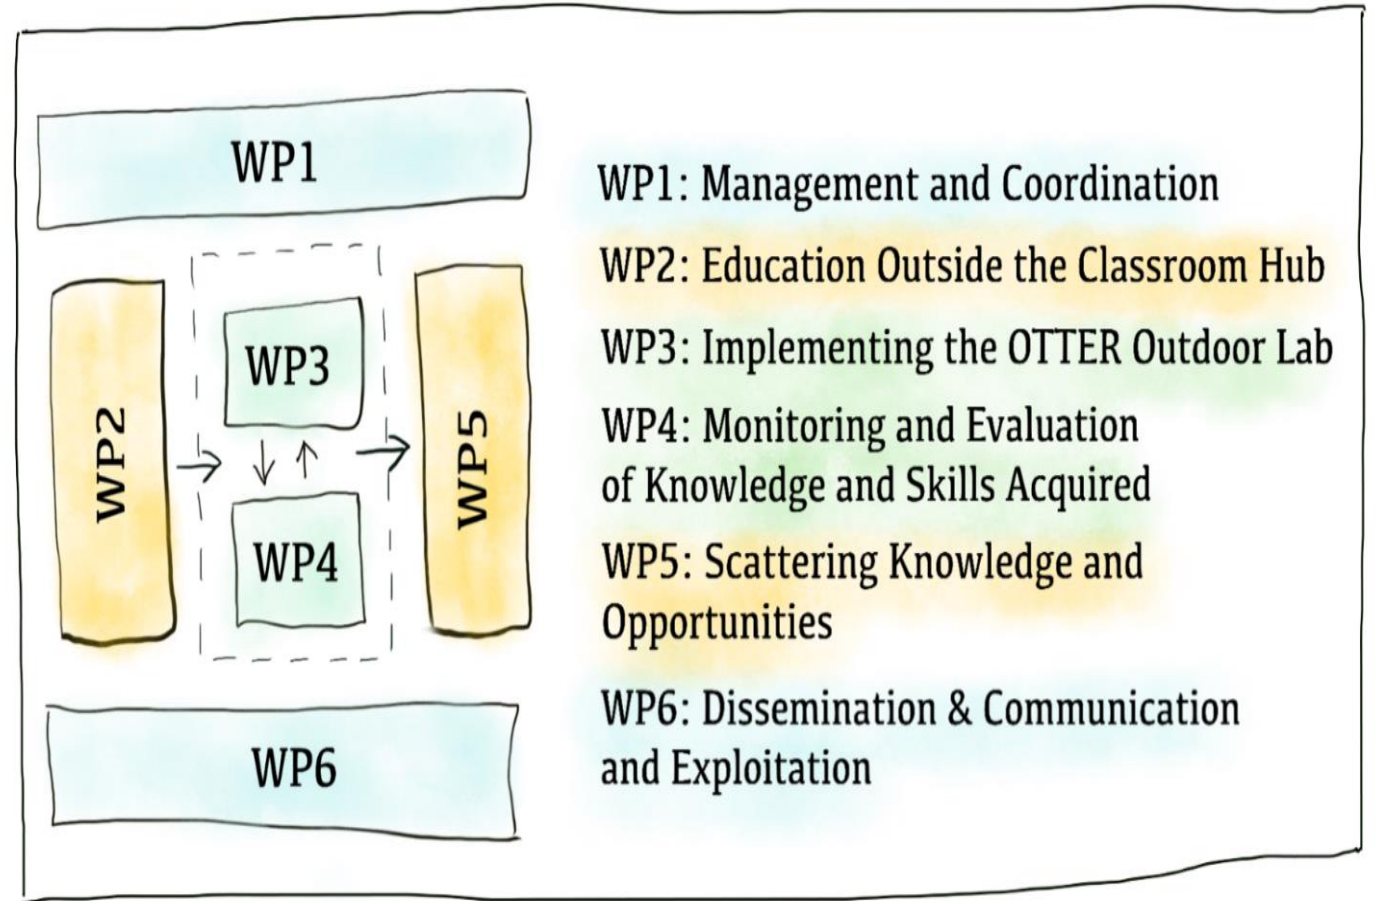 WP1
WP2
WP3
WP4
WP5
WP6
WP1: Management and Coordination
WP2: Education Outside the Classroom Hub
WP3: Implementing the OTTER Outdoor Lab
WP4: Monitoring and Evaluation
of Knowledge and Skills Acquired
WP5: Scattering Knowledge and
Opportunities
WP6: Dissemination & Communication
and Exploitation